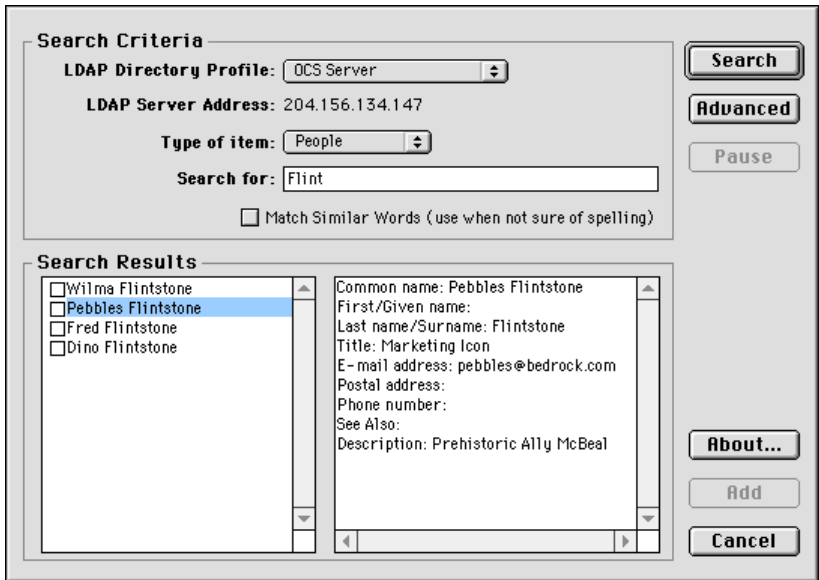 Search Criteria
LDAP Directory Profile: OCS Server
LDAP Server Address: 204.156.134.147
Type of item: People
Search for: Flint
Match Similar Words (use when not sure of spelling)
Search
Advanced
Pause
Search Results
Wilma Flintstone
Pebbles Flintstone
Fred Flintstone
Dino Flintstone
Common name: Pebbles Flintstone
First/Given name:
Last name/Surname: Flintstone
Title: Marketing Icon
E-mail address: pebbles@bedrock.com
Postal address:
Phone number:
See Also:
Description: Prehistoric Ally McBeal
About...
Add
Cancel